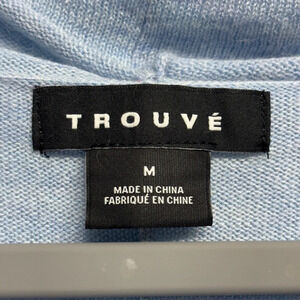 TROUVÉ
M
MADE IN CHINA
FABRIQUÉ EN CHINE